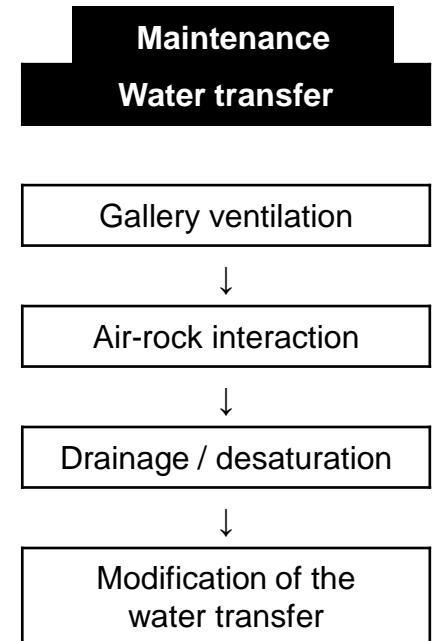 Maintenance
Water transfer
Gallery ventilation
↓
Air-rock interaction
↓
Drainage / desaturation
↓
Modification of the
water transfer